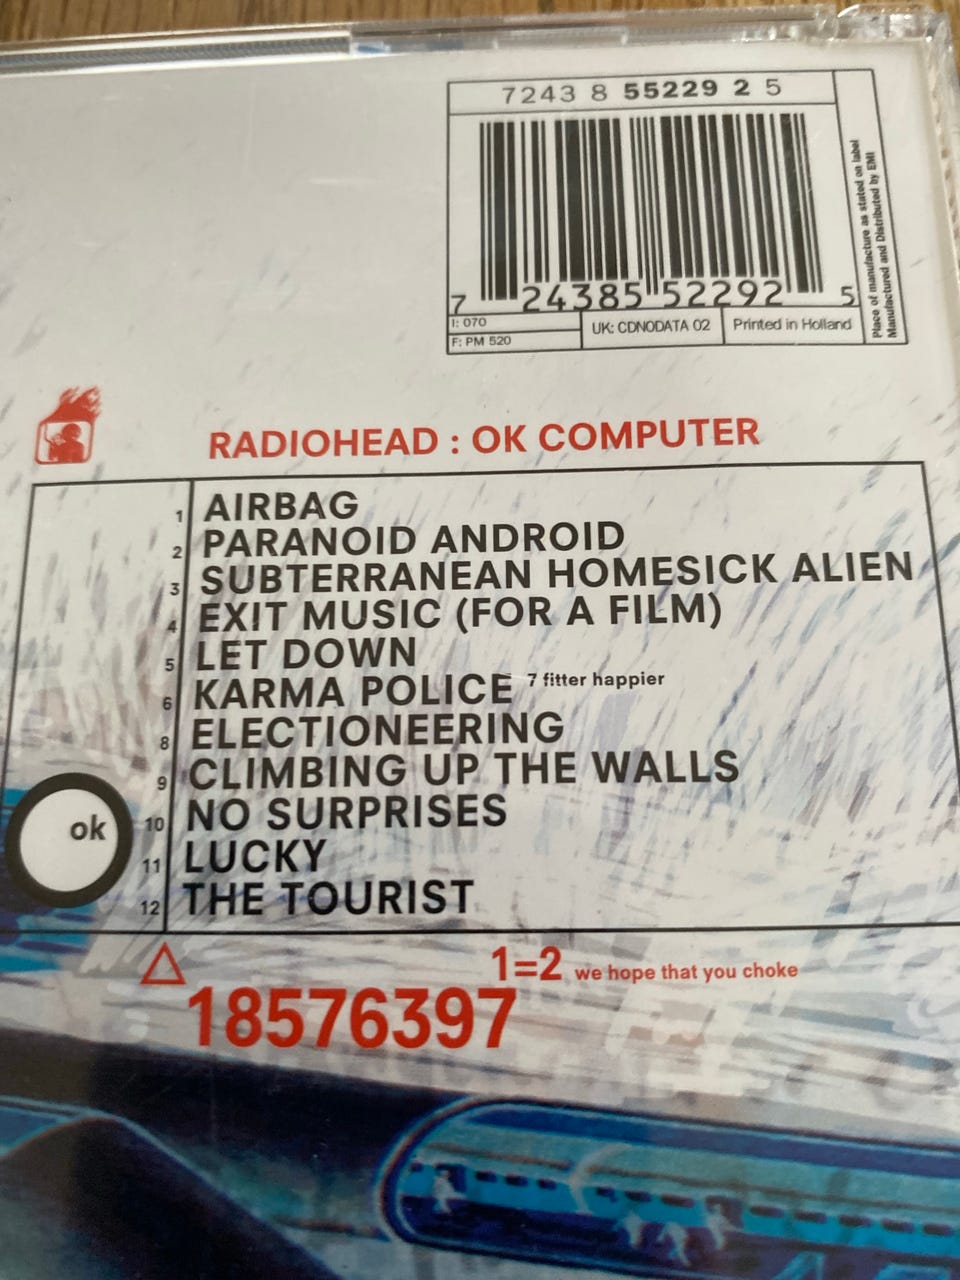 7243 8 55229 2 5
7 24385 52292 5
I: 070
F: PM 520
UK: CDNODATA 02
Printed in Holland
Place of manufacture as stated on label
Manufactured and Distributed by EMI
RADIOHEAD : OK COMPUTER
1 AIRBAG
2 PARANOID ANDROID
3 SUBTERRANEAN HOMESICK ALIEN
4 EXIT MUSIC (FOR A FILM)
5 LET DOWN
6 KARMA POLICE 7 fitter happier
8 ELECTIONEERING
9 CLIMBING UP THE WALLS
ok
10 NO SURPRISES
11 LUCKY
12 THE TOURIST
1=2 we hope that you choke
18576397